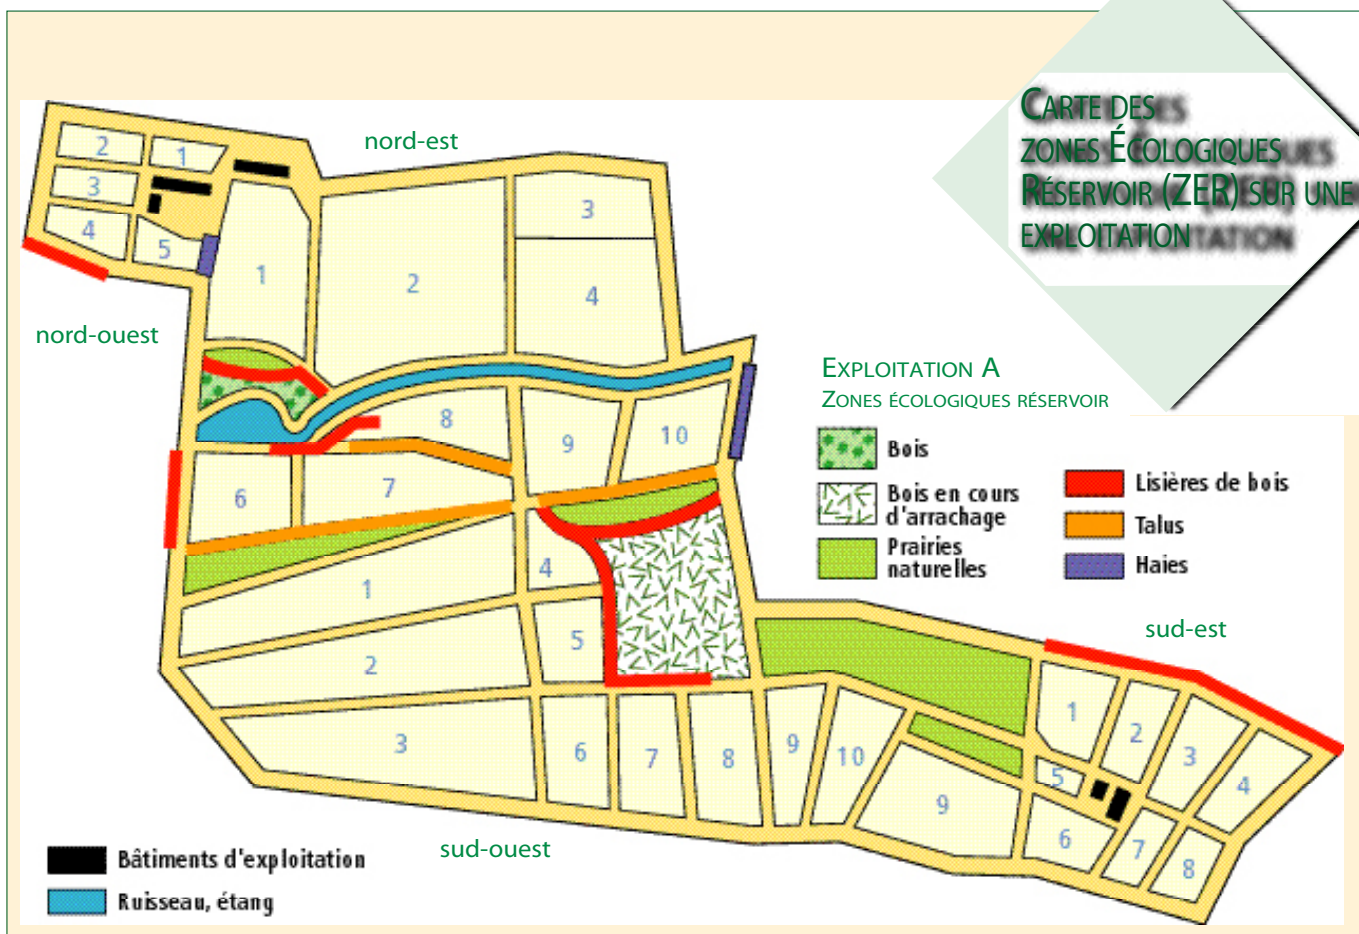 CARTE DES
ZONES ÉCOLOGIQUES
RÉSERVOIR (ZER) SUR UNE
EXPLOITATION
nord-est
2
1
3
4
5
1
2
3
4
nord-ouest
EXPLOITATION A
ZONES ÉCOLOGIQUES RÉSERVOIR
Bois
Bois en cours
d'arrachage
Prairies
naturelles
Lisières de bois
Talus
Haies
8
9
10
6
7
1
4
2
5
3
6
7
8
9
10
9
sud-est
1
2
3
4
5
6
7
8
sud-ouest
Bâtiments d'exploitation
Ruisseau, étang